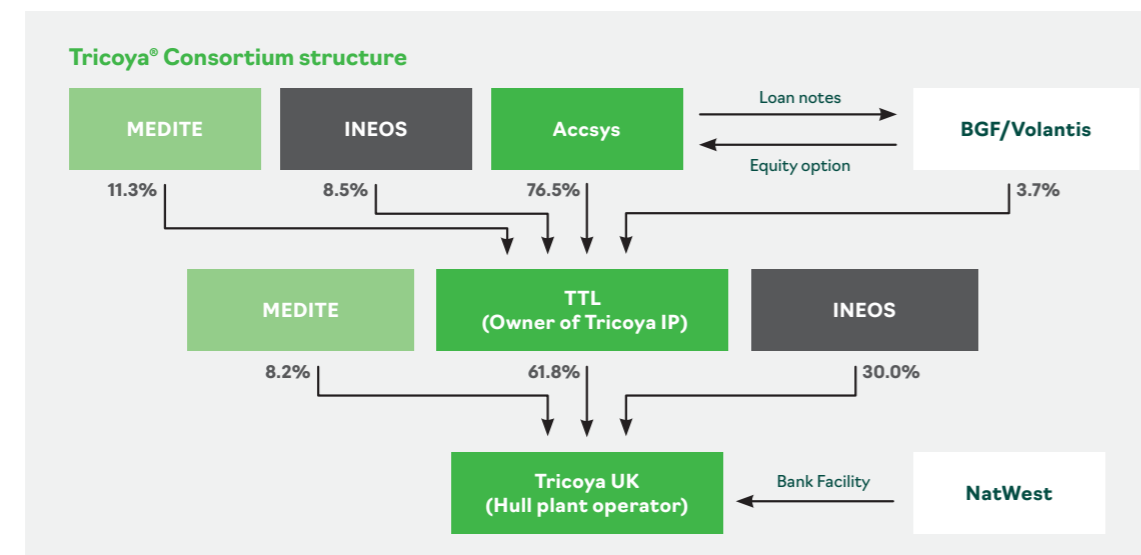 Tricoya® Consortium structure
MEDITE
INEOS
Accsys
Loan notes
Equity option
BGF/Volantis
11.3%
8.5%
76.5%
3.7%
MEDITE
TTL
(Owner of Tricoya IP)
INEOS
8.2%
61.8%
30.0%
Tricoya UK
(Hull plant operator)
Bank Facility
NatWest